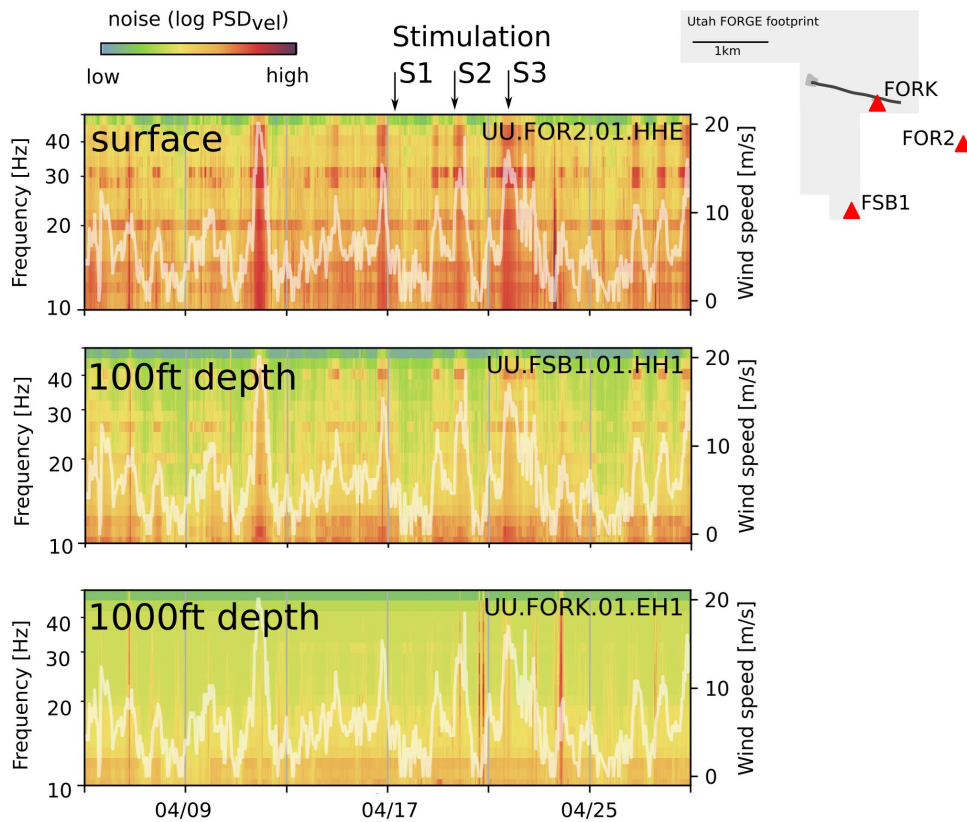 noise (log PSDvel)
low high
Stimulation
S1 S2 S3
Utah FORGE footprint
1km
FORK
FOR2
FSB1
surface
UU.FOR2.01.HHE
Frequency [Hz]
40
30
20
10
20
10
0
Wind speed [m/s]
100ft depth
UU.FSB1.01.HH1
Frequency [Hz]
40
30
20
10
20
10
0
Wind speed [m/s]
1000ft depth
UU.FORK.01.EH1
Frequency [Hz]
40
30
20
10
20
10
0
Wind speed [m/s]
04/09 04/17 04/25